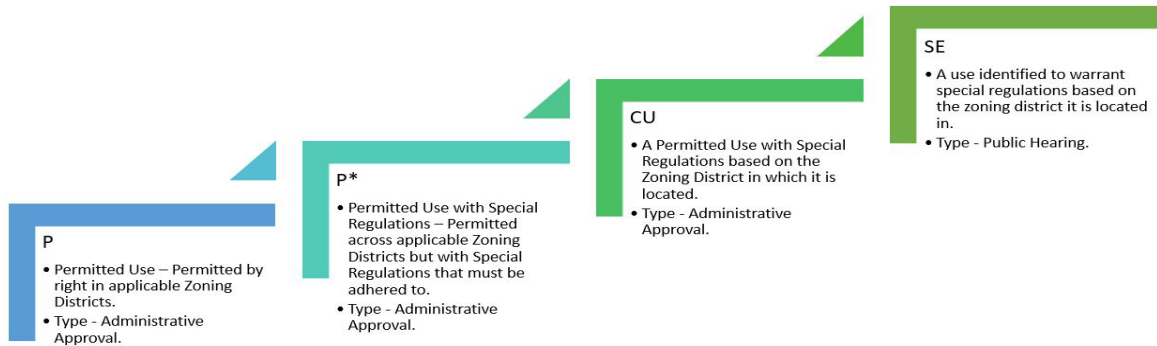 P
• Permitted Use – Permitted by
right in applicable Zoning
Districts.
• Type - Administrative
Approval.
P*
• Permitted Use with Special
Regulations – Permitted
across applicable Zoning
Districts but with Special
Regulations that must be
adhered to.
• Type - Administrative
Approval.
CU
• A Permitted Use with Special
Regulations based on the
Zoning District in which it is
located.
• Type - Administrative
Approval.
SE
• A use identified to warrant
special regulations based on
the zoning district it is located
in.
• Type - Public Hearing.